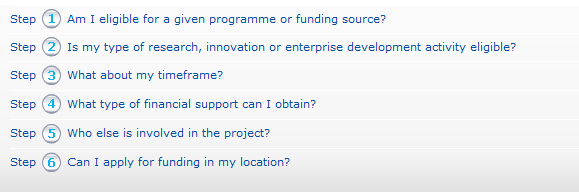 Step 1 Am I eligible for a given programme or funding source?
Step 2 Is my type of research, innovation or enterprise development activity eligible?
Step 3 What about my timeframe?
Step 4 What type of financial support can I obtain?
Step 5 Who else is involved in the project?
Step 6 Can I apply for funding in my location?